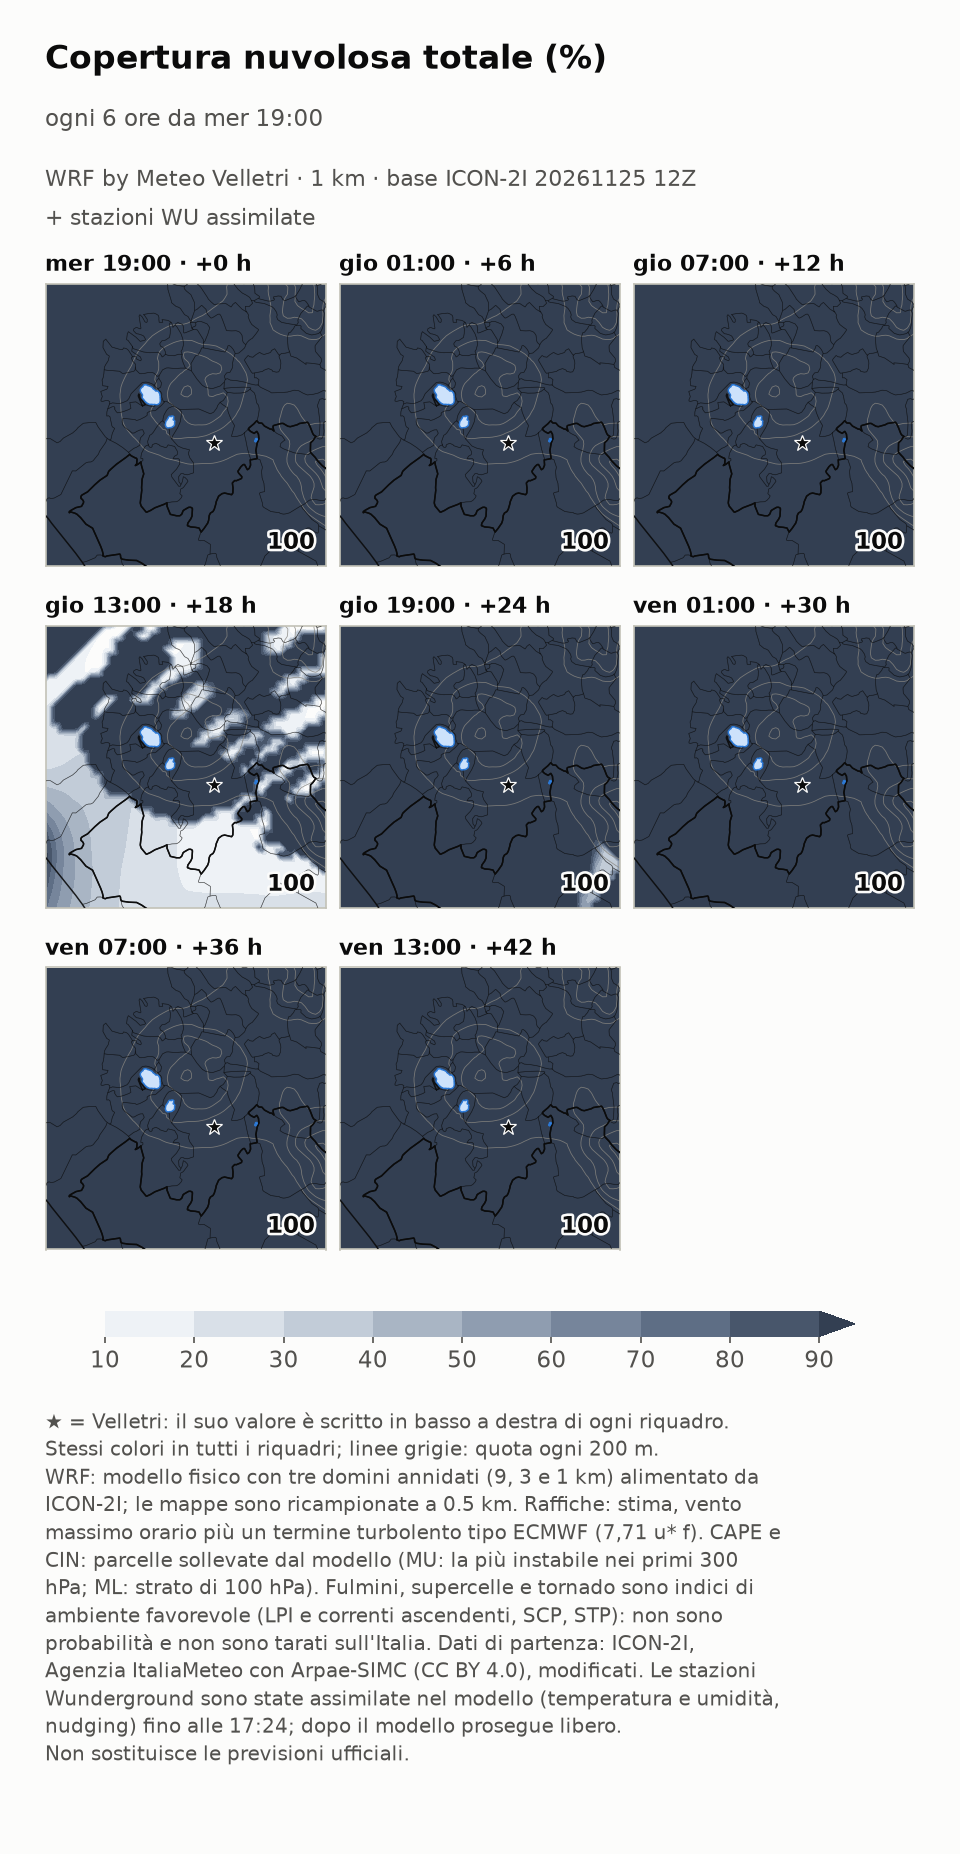 Copertura nuvolosa totale (%)
ogni 6 ore da mer 19:00
WRF by Meteo Velletri · 1 km · base ICON-2I 20261125 12Z
+ stazioni WU assimilate
mer 19:00 · +0 h
gio 01:00 · +6 h
gio 07:00 · +12 h
100
100
100
gio 13:00 · +18 h
gio 19:00 · +24 h
ven 01:00 · +30 h
100
100
100
ven 07:00 · +36 h
ven 13:00 · +42 h
100
100
10 20 30 40 50 60 70 80 90
★ = Velletri: il suo valore è scritto in basso a destra di ogni riquadro.
Stessi colori in tutti i riquadri; linee grigie: quota ogni 200 m.
WRF: modello fisico con tre domini annidati (9, 3 e 1 km) alimentato da
ICON-2I; le mappe sono ricampionate a 0.5 km. Raffiche: stima, vento
massimo orario più un termine turbolento tipo ECMWF (7,71 u* f). CAPE e
CIN: parcelle sollevate dal modello (MU: la più instabile nei primi 300
hPa; ML: strato di 100 hPa). Fulmini, supercelle e tornado sono indici di
ambiente favorevole (LPI e correnti ascendenti, SCP, STP): non sono
probabilità e non sono tarati sull'Italia. Dati di partenza: ICON-2I,
Agenzia ItaliaMeteo con Arpae-SIMC (CC BY 4.0), modificati. Le stazioni
Wunderground sono state assimilate nel modello (temperatura e umidità,
nudging) fino alle 17:24; dopo il modello prosegue libero.
Non sostituisce le previsioni ufficiali.